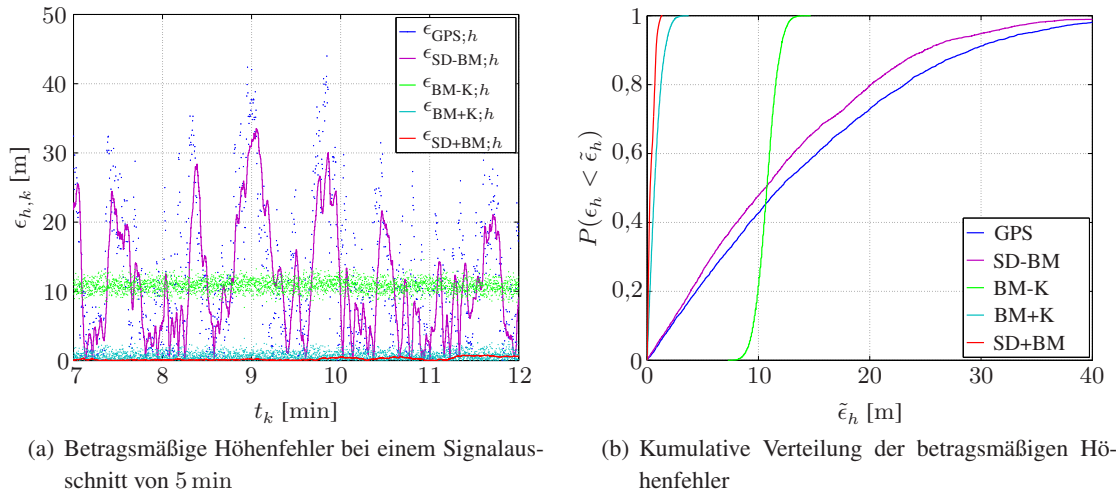 50
40
30
20
10
0
ϵ_{h,k} [m]
7 8 9 10 11 12
t_k [min]
ϵ_{GPS;h}
ϵ_{SD-BM;h}
ϵ_{BM-K;h}
ϵ_{BM+K;h}
ϵ_{SD+BM;h}
(a) Betragsmäßige Höhenfehler bei einem Signalaus-
schnitt von 5 min
1
0,8
0,6
0,4
0,2
0
P(ϵ_h < ϵ̃_h)
0 10 20 30 40
ϵ̃_h [m]
GPS
SD-BM
BM-K
BM+K
SD+BM
(b) Kumulative Verteilung der betragsmäßigen Hö-
henfehler